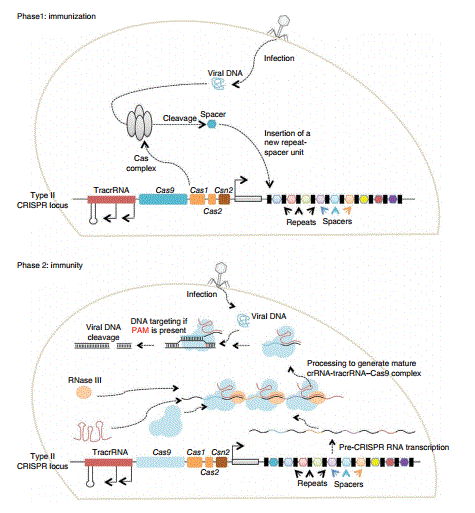 Phase1: immunization
Infection
Viral DNA
Cleavage
Spacer
Insertion of a
new repeat-
spacer unit
Cas
complex
Type II
CRISPR locus
TracrRNA
Cas9
Cas1
Csn2
Cas2
Repeats
Spacers
Phase 2: immunity
Infection
Viral DNA
cleavage
DNA targeting if
PAM is present
Viral DNA
Processing to generate mature
crRNA-tracrRNA–Cas9 complex
RNase III
Pre-CRISPR RNA transcription
Type II
CRISPR locus
TracrRNA
Cas9
Cas1
Csn2
Cas2
Repeats
Spacers